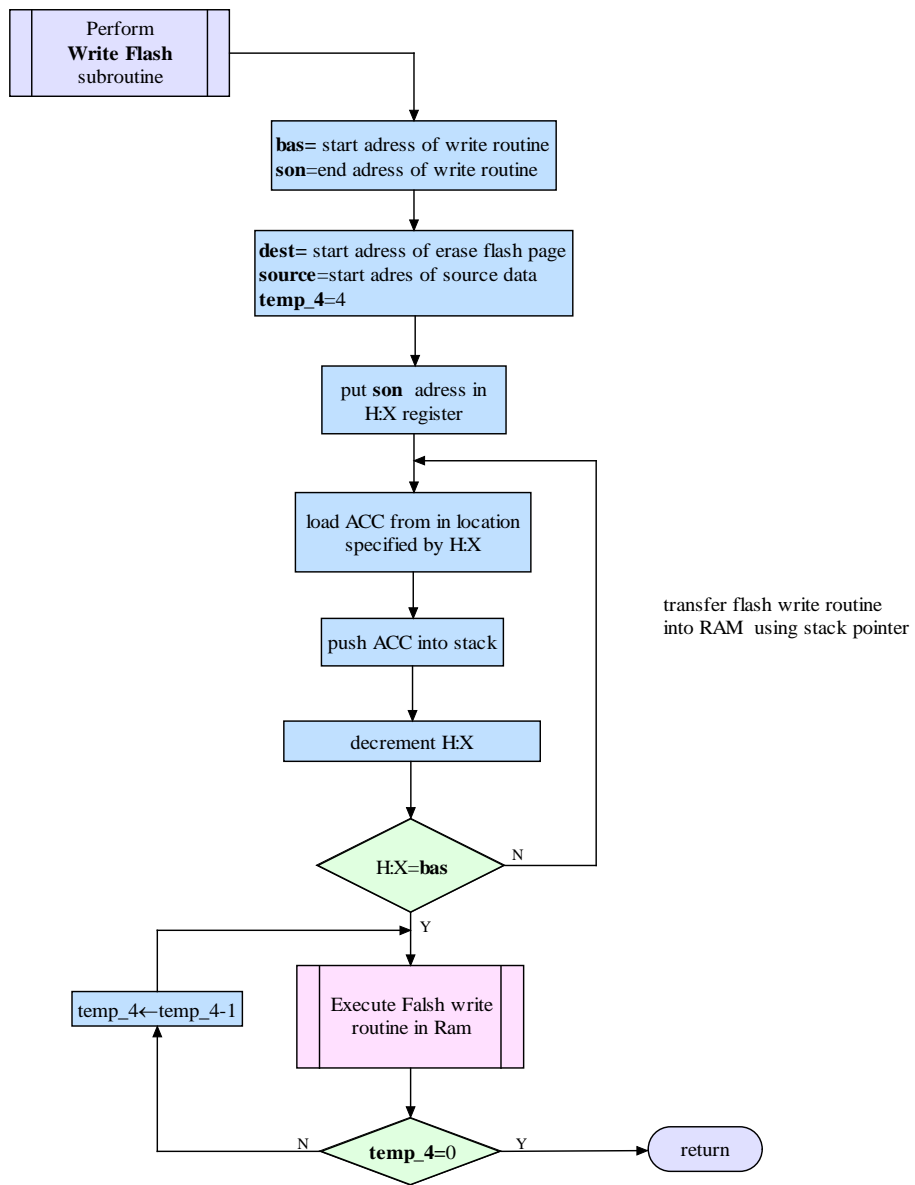 Perform
Write Flash
subroutine
bas= start adress of write routine
son=end adress of write routine
dest= start adress of erase flash page
source=start adres of source data
temp_4=4
put son adress in
H:X register
load ACC from in location
specified by H:X
transfer flash write routine
into RAM using stack pointer
push ACC into stack
decrement H:X
H:X=bas
N
Y
temp_4←temp_4-1
Execute Falsh write
routine in Ram
N
temp_4=0
Y
return